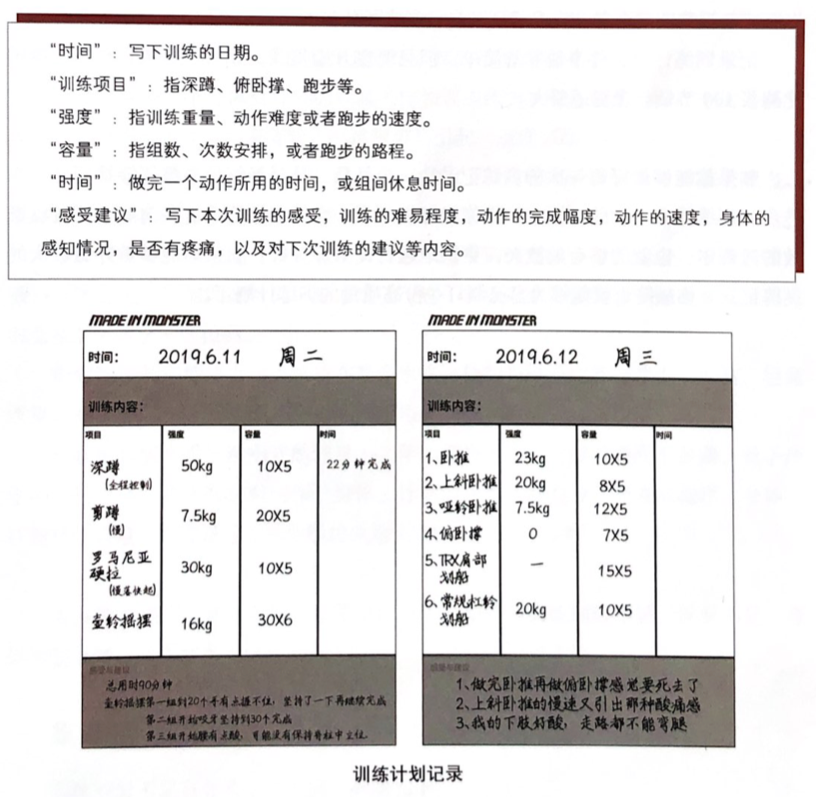 “时间”：写下训练的日期。
“训练项目”：指深蹲、俯卧撑、跑步等。
“强度”：指训练重量、动作难度或者跑步的速度。
“容量”：指组数、次数安排，或者跑步的路程。
“时间”：做完一个动作所用的时间，或组间休息时间。
“感受建议”：写下本次训练的感受，训练的难易程度，动作的完成幅度，动作的速度，身体的
感知情况，是否有疼痛，以及对下次训练的建议等内容。
MADE IN MONSTER
时间： 2019.6.11 周二
训练内容：
项目 强度 容量 时间
深蹲 50kg 10X5 22分钟完成
(全程控制)
剪蹲 7.5kg 20X5
(慢)
罗马尼亚
硬拉 30kg 10X5
(慢落快起)
壶铃摇摆 16kg 30X6
感受与建议
总用时90分钟
壶铃摇摆第一组到20个手有点撮不住，坚持了一下再继续完成
第二组开始咬牙坚持到30个完成
第三组开始腰有点酸，可能没有保持脊柱中立位
MADE IN MONSTER
时间： 2019.6.12 周三
训练内容：
项目 强度 容量 时间
1、卧推 23kg 10X5
2、上斜卧推 20kg 8X5
3、哑铃卧推 7.5kg 12X5
4、俯卧撑 0 7X5
5、TRX肩部
划船 — 15X5
6、常规杠铃
划船 20kg 10X5
感受与建议
1、做完卧推再做俯卧撑感觉要死去了
2、上斜卧推的慢速又引出那种酸痛感
3、我的下肢好酸，走路都不能弯腿
训练计划记录